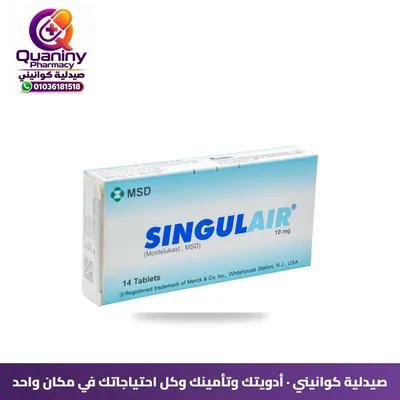 Quaniny
Pharmacy
صيدلية كوانيني
01036181518
MSD
SINGULAIR®
10 mg
(Montelukast, MSD)
14 Tablets
®Registered trademark of Merck & Co. Inc., Whitehouse Station, N.J., USA
صيدلية كوانيني - أدويتك وتأمينك وكل احتياجاتك في مكان واحد